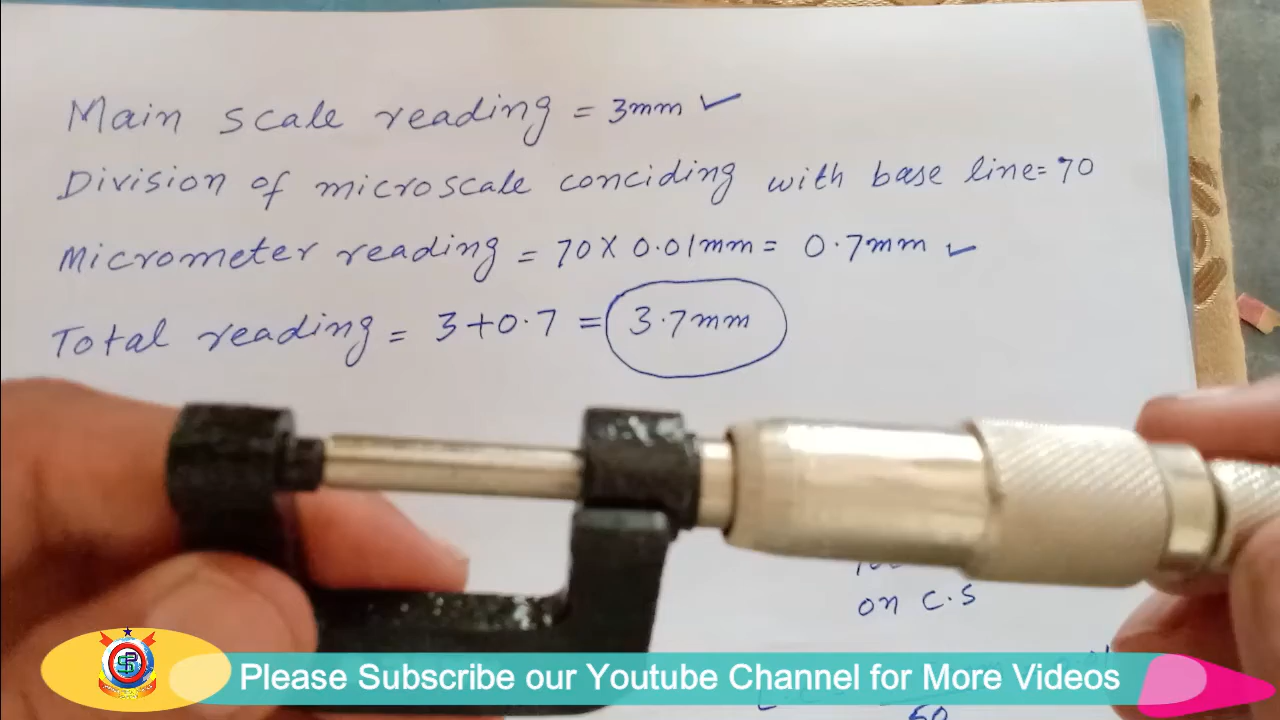 Main scale reading = 3mm ✓
Division of microscale conciding with base line= 70
Micrometer reading = 70 X 0.01mm = 0.7mm ✓
Total reading = 3+0.7 = 3.7mm
on C.S
Please Subscribe our Youtube Channel for More Videos
50